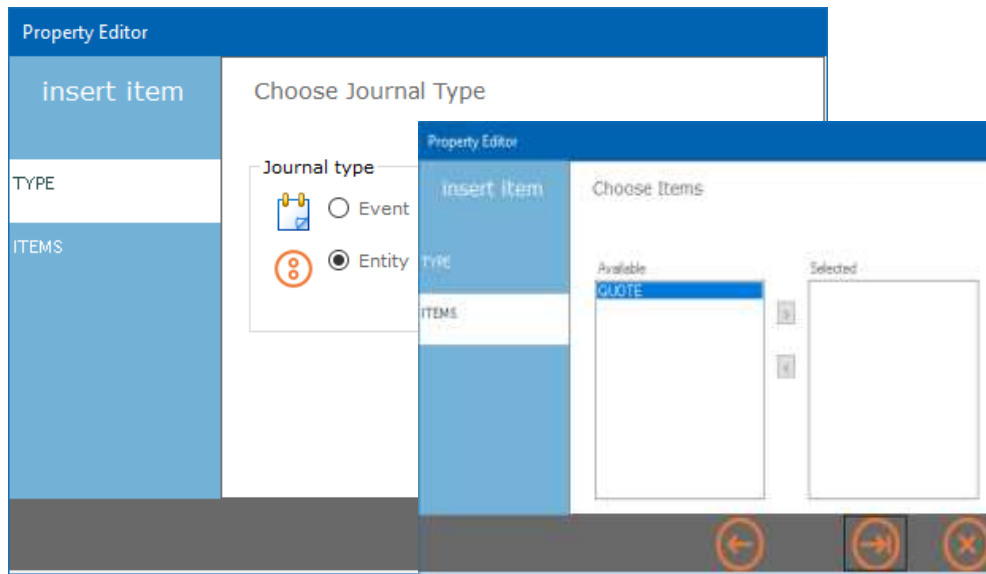 Property Editor
insert item
Choose Journal Type
TYPE
ITEMS
Journal type
Event
Entity
Property Editor
insert item
Choose Items
TYPE
ITEMS
Available
Selected
QUOTE
>
<